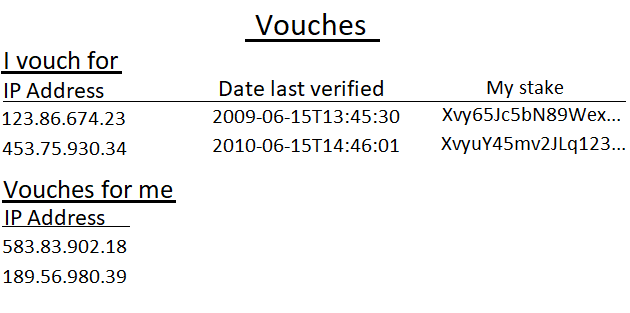 Vouches
I vouch for
IP Address Date last verified My stake
123.86.674.23 2009-06-15T13:45:30 Xvy65Jc5bN89Wex...
453.75.930.34 2010-06-15T14:46:01 XvyuY45mv2JLq123...
Vouches for me
IP Address
583.83.902.18
189.56.980.39